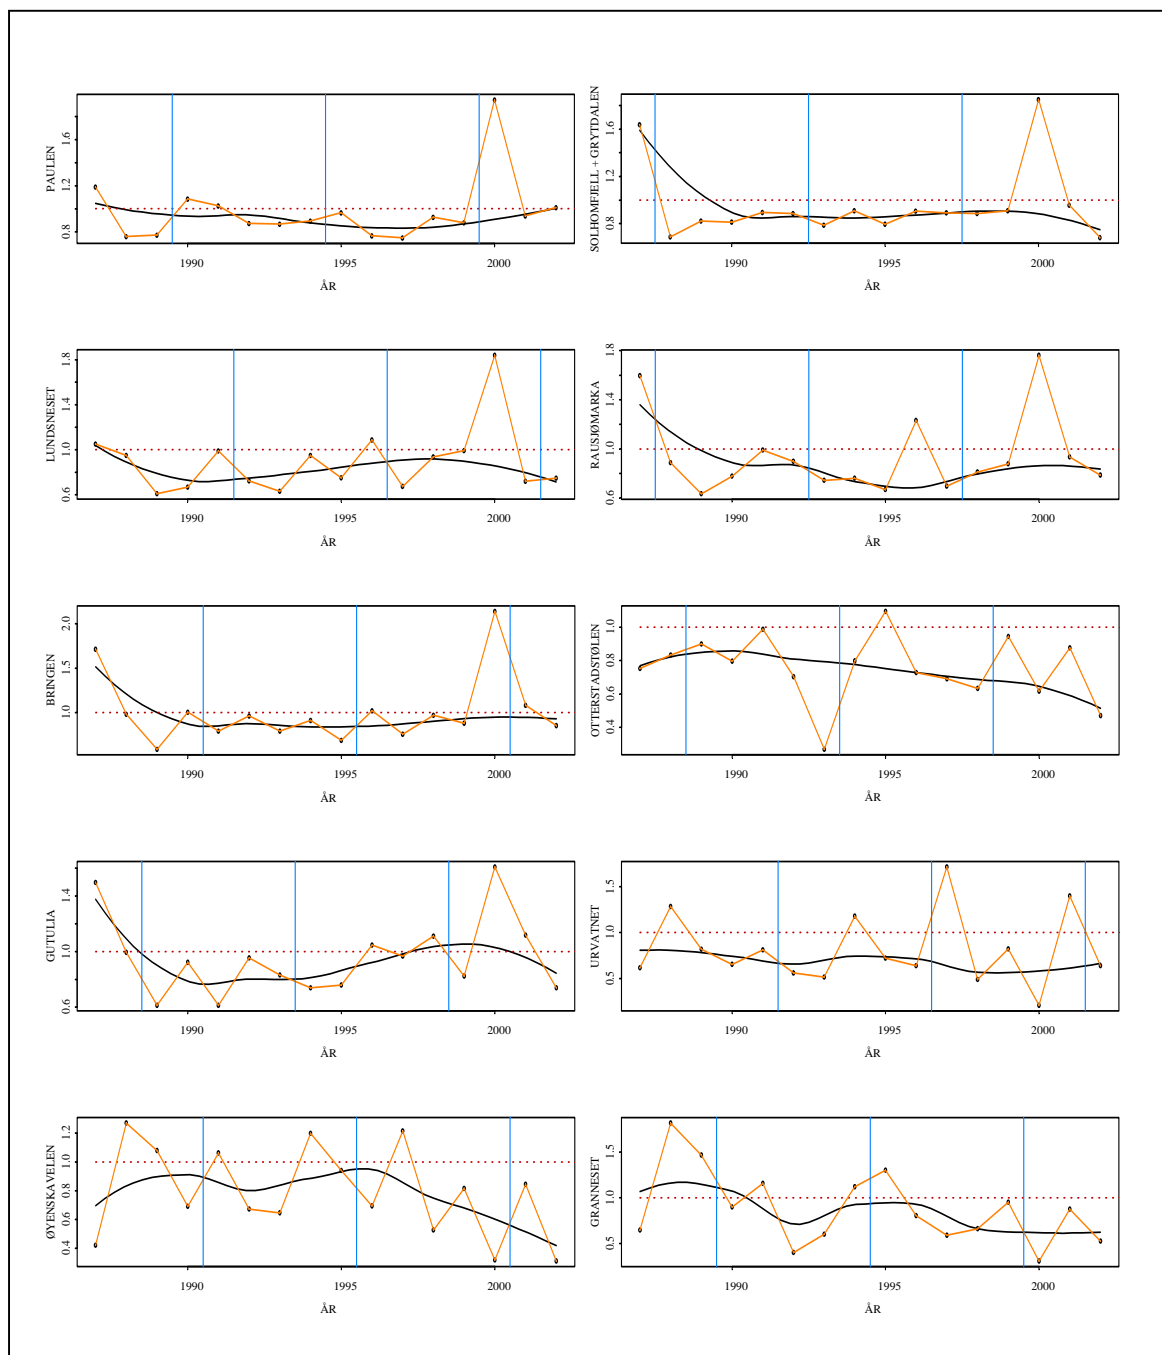 PAULEN
0.8 1.2 1.6
1990 1995 2000
ÅR
SOLHOMFJELL + GRYTDALEN
0.8 1.2 1.6
1990 1995 2000
ÅR
LUNDSNESET
0.6 1.0 1.4 1.8
1990 1995 2000
ÅR
RAUSJØMARKA
0.6 1.0 1.4 1.8
1990 1995 2000
ÅR
BRINGEN
1.0 1.5 2.0
1990 1995 2000
ÅR
OTTERSTADSTØLEN
0.4 0.6 0.8 1.0
1990 1995 2000
ÅR
GUTULIA
0.6 1.0 1.4
1990 1995 2000
ÅR
URVATNET
0.5 1.0 1.5
1990 1995 2000
ÅR
ØYENSKAVELEN
0.4 0.6 0.8 1.0 1.2
1990 1995 2000
ÅR
GRANNESET
0.5 1.0 1.5
1990 1995 2000
ÅR